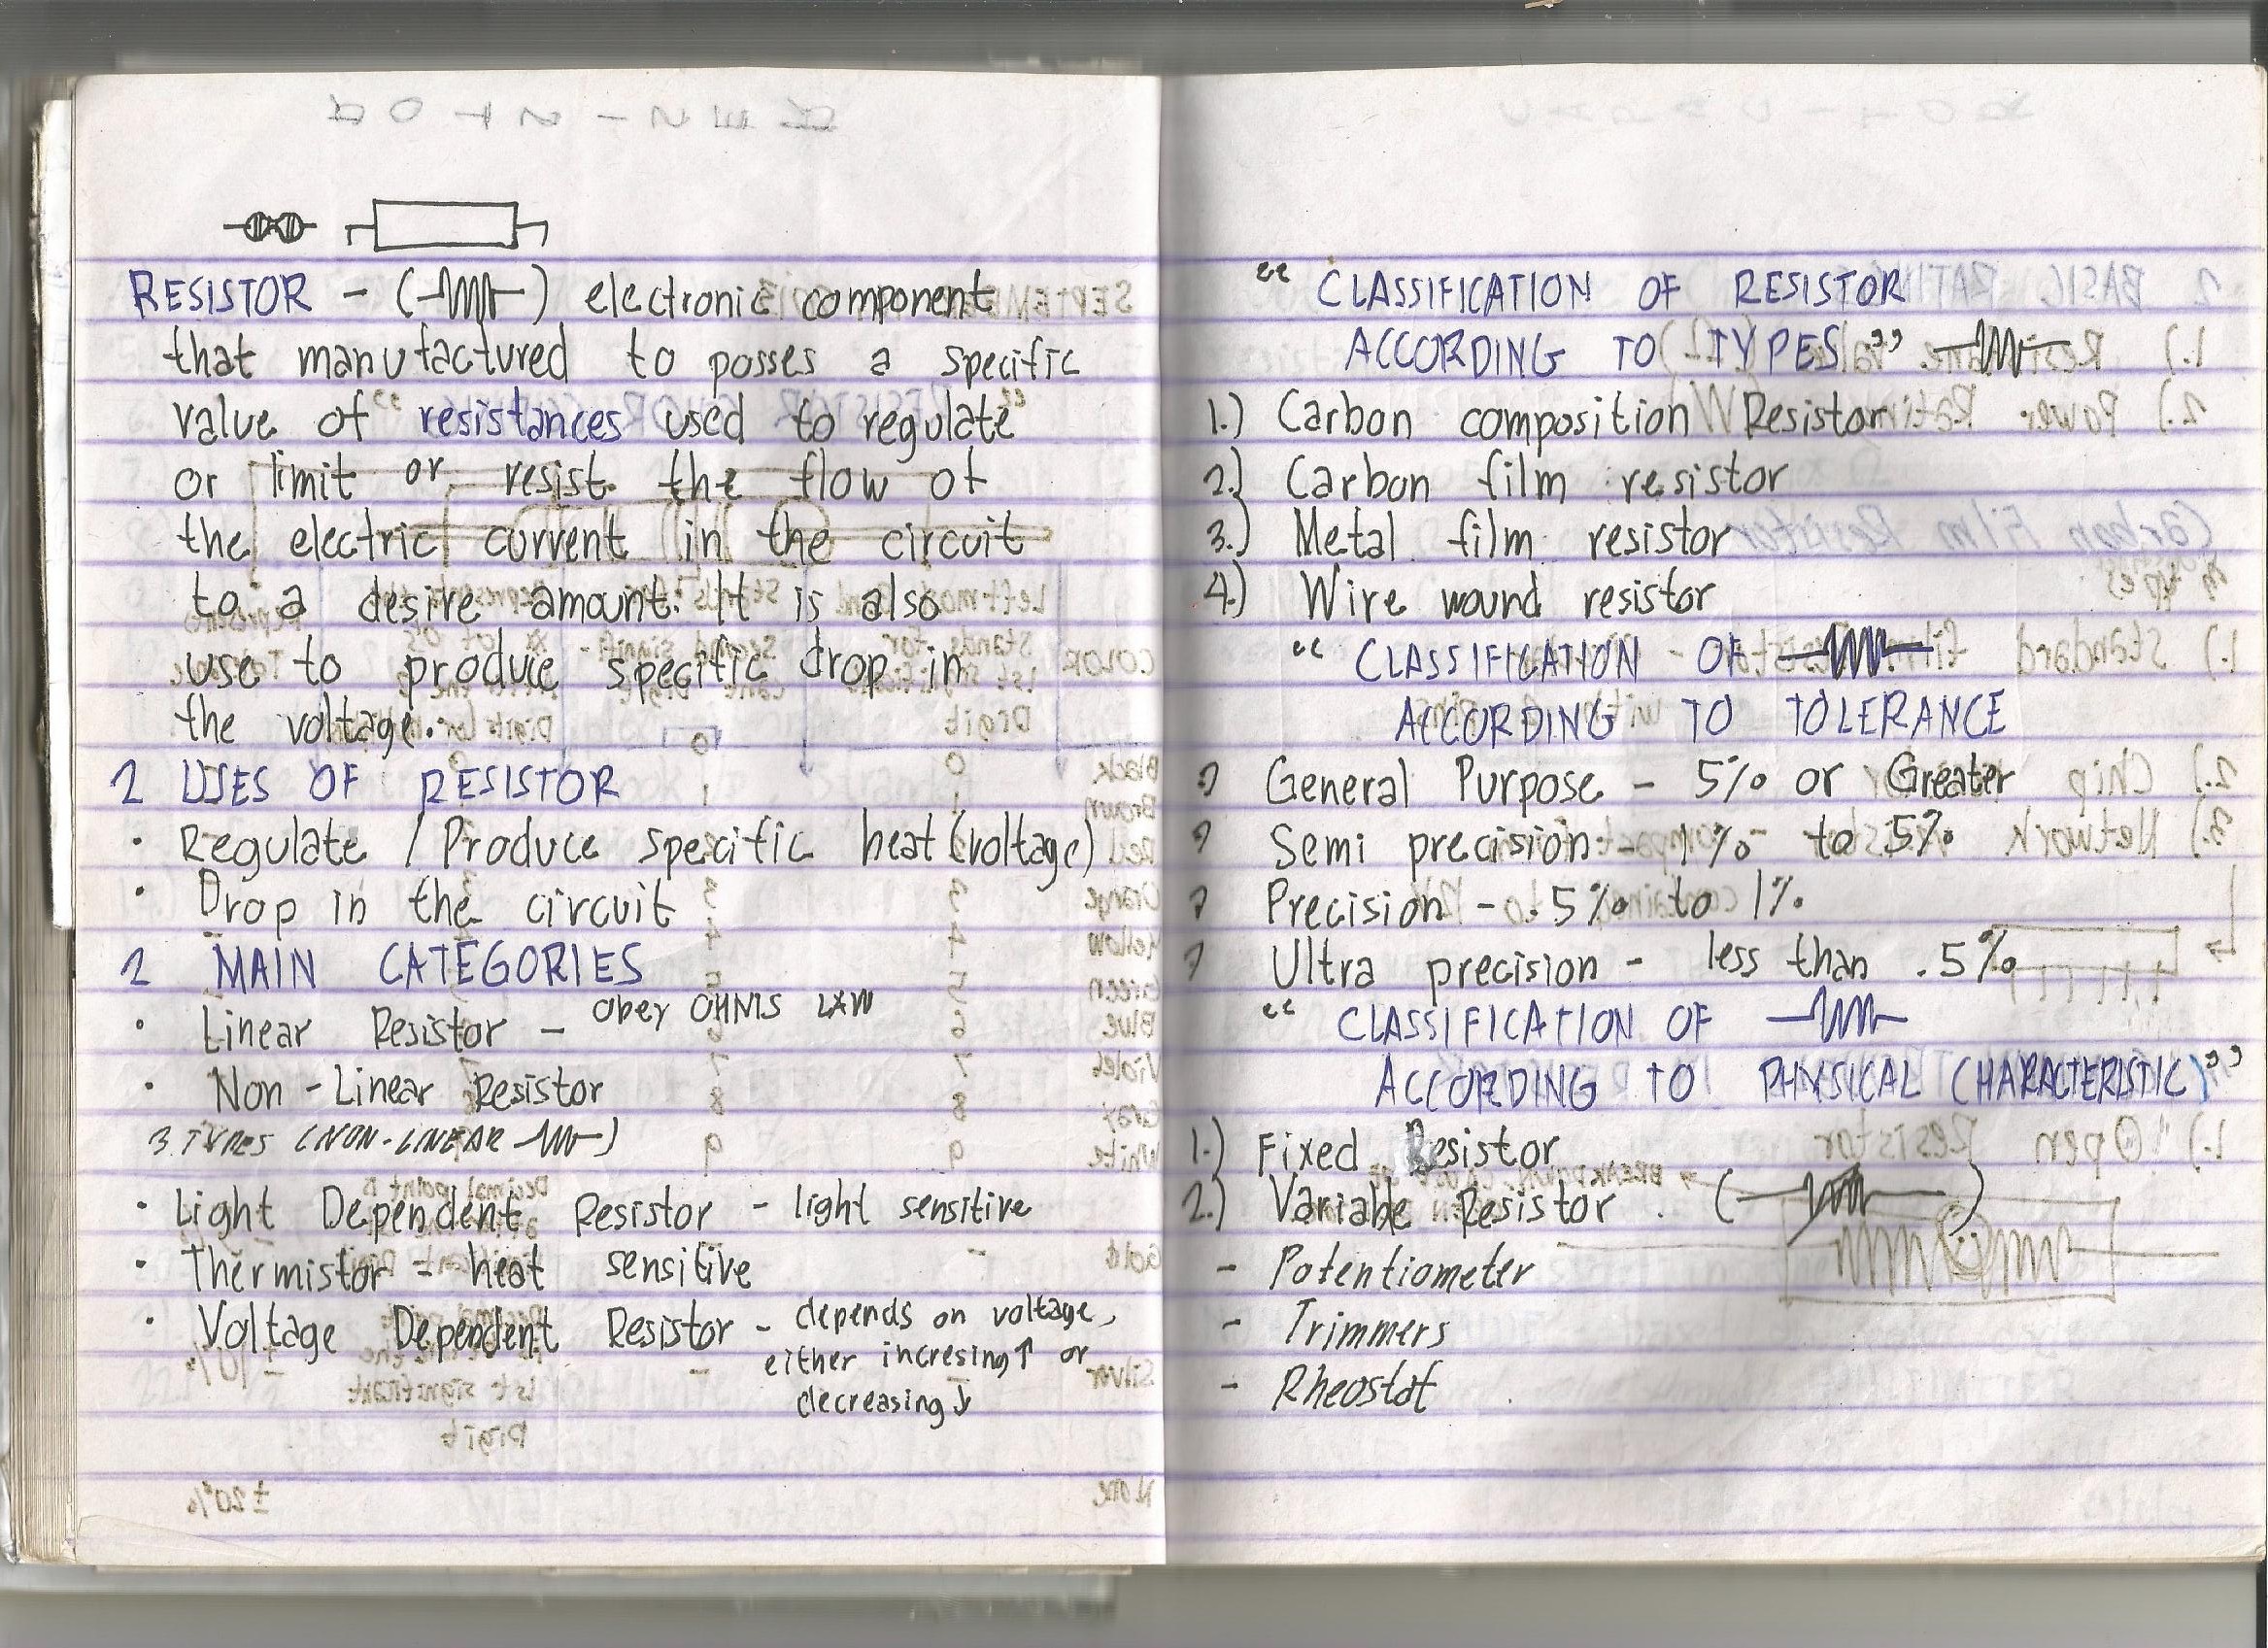 RESISTOR - ( ) electronic component
that manufactured to posses a specific
value of resistances used to regulate
or limit or resist the flow of
the electric current in the circuit
to a desire amount. It is also
use to produce specific drop in
the voltage.
2 USES OF RESISTOR
• Regulate / Produce specific heat (voltage)
• Drop in the circuit
2 MAIN CATEGORIES
• Linear Resistor - obey OHMS LAW
• Non-Linear Resistor
3 TYPES (NON-LINEAR )
• Light Dependent Resistor - light sensitive
• Thermistor - heat sensitive
• Voltage Dependent Resistor - depends on voltage,
either incresing↑ or
decreasing↓
“ CLASSIFICATION OF RESISTOR
ACCORDING TO TYPES ”
1.) Carbon composition Resistor
2.) Carbon film resistor
3.) Metal film resistor
4.) Wire wound resistor
“ CLASSIFICATION OF
ACCORDING TO TOLERANCE
General Purpose - 5% or Greater
Semi precision - 1% to 5%
Precision - .5% to 1%
Ultra precision - less than .5%
“ CLASSIFICATION OF
ACCORDING TO PHYSICAL CHARACTERISTIC ”
1.) Fixed Resistor
2.) Variable Resistor ( )
- Potentiometer
- Trimmers
- Rheostat